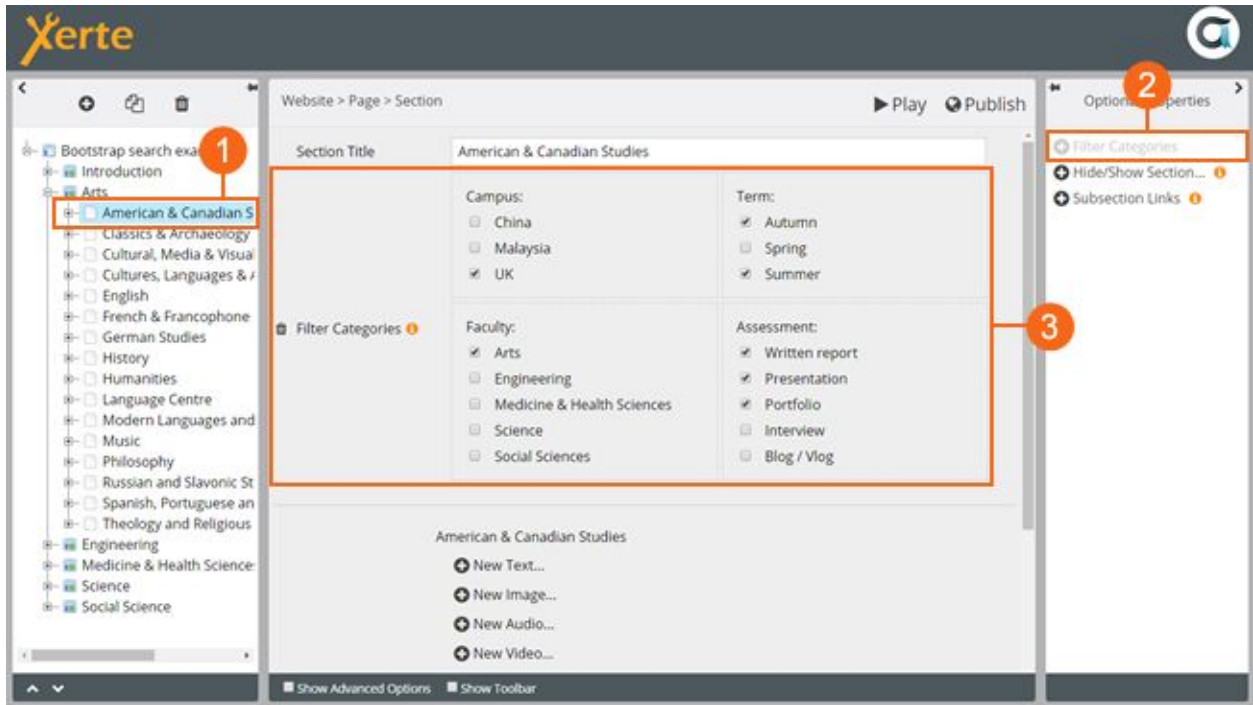 Xerte
Website > Page > Section
Play
Publish
Optional Properties
2
Bootstrap search exa
1
Introduction
Arts
American & Canadian S
Classics & Archaeology
Cultural, Media & Visual
Cultures, Languages & A
English
French & Francophone
German Studies
History
Humanities
Language Centre
Modern Languages and
Music
Philosophy
Russian and Slavonic St
Spanish, Portuguese an
Theology and Religious
Engineering
Medicine & Health Science
Science
Social Science
Section Title
American & Canadian Studies
Filter Categories
Campus:
China
Malaysia
UK
Term:
Autumn
Spring
Summer
Faculty:
Arts
Engineering
Medicine & Health Sciences
Science
Social Sciences
Assessment:
Written report
Presentation
Portfolio
Interview
Blog / Vlog
3
American & Canadian Studies
New Text...
New Image...
New Audio...
New Video...
Filter Categories
Hide/Show Section...
Subsection Links
Show Advanced Options
Show Toolbar